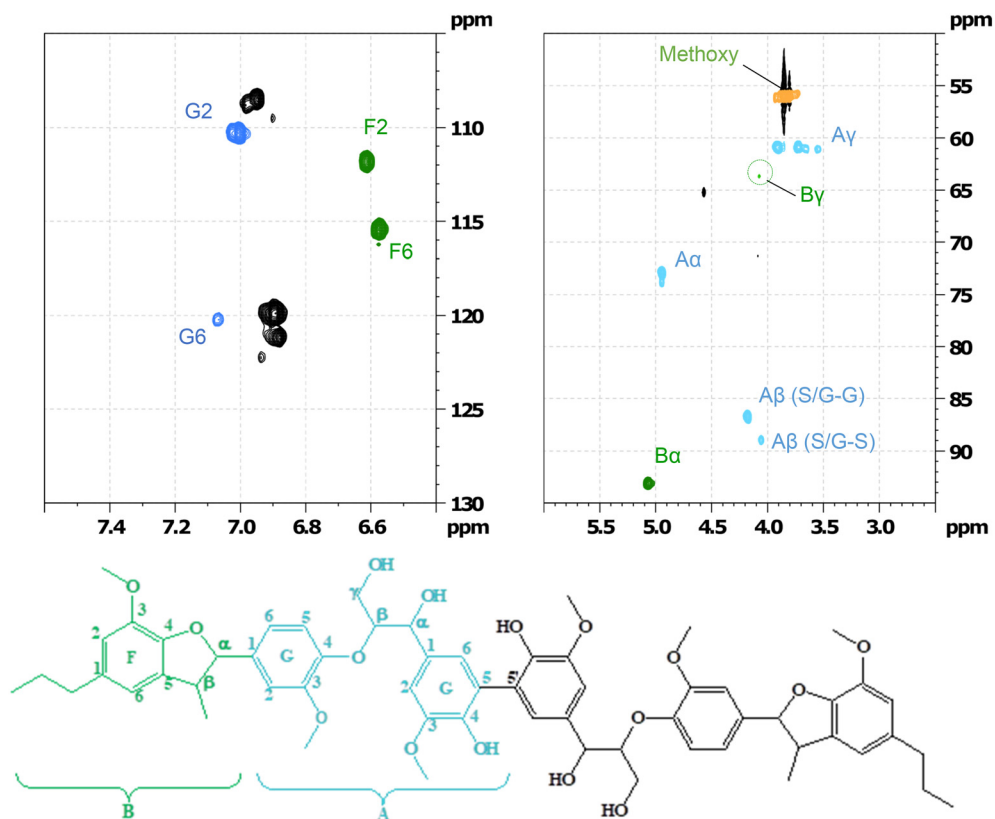 ppm
G2
F2
F6
G6
110
115
120
125
130
7.4 7.2 7.0 6.8 6.6 ppm
ppm
Methoxy
Aγ
Bγ
Aα
Aβ (S/G-G)
Aβ (S/G-S)
Bα
55
60
65
70
75
80
85
90
5.5 5.0 4.5 4.0 3.5 3.0 ppm
O
3
2
4
O
F
1
5
6
α
β
6
5
1
G
4
2
3
O
O
OH
γ
β
OH
α
1
6
G
2
5
3
4
O
OH
HO
O
5'
HO
HO
O
O
O
O
B
A